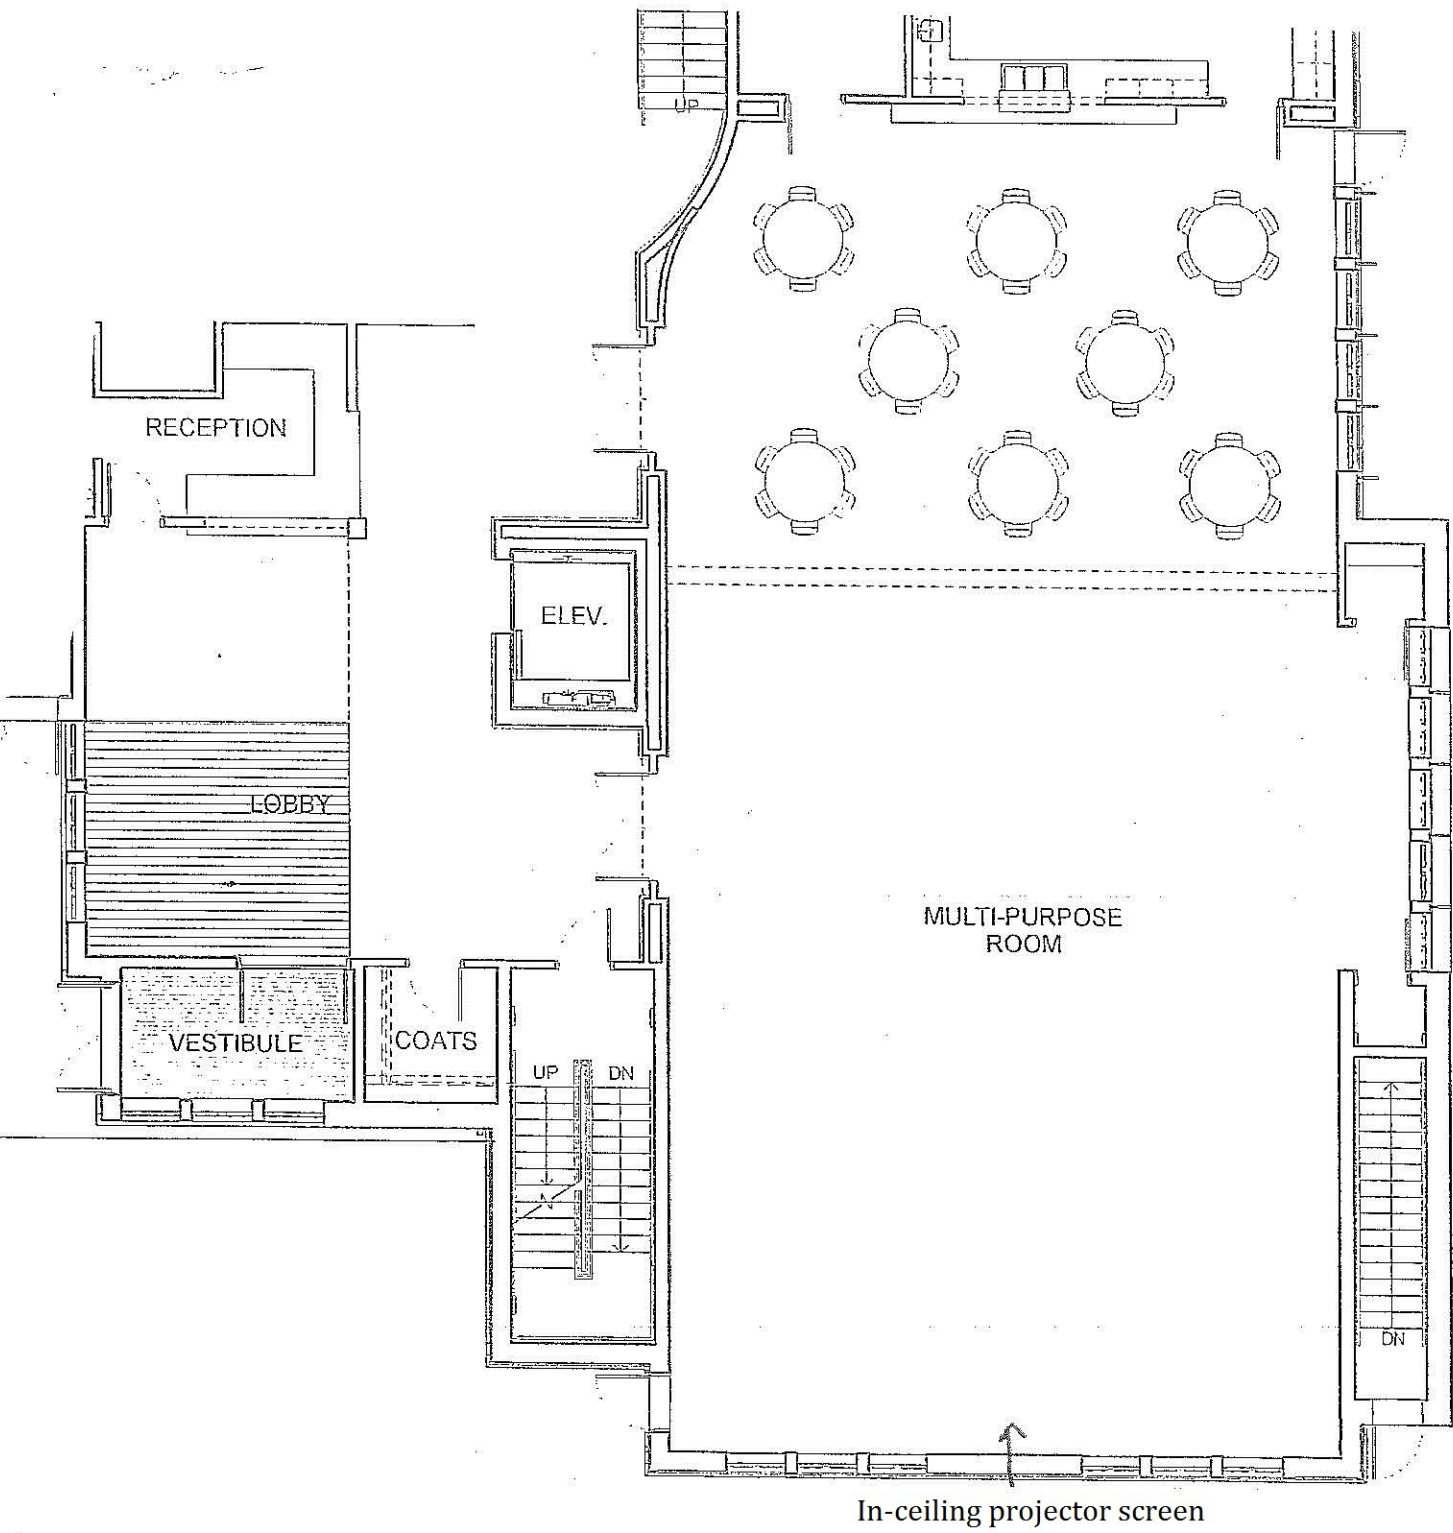 UP
RECEPTION
ELEV.
LOBBY
MULTI-PURPOSE
ROOM
VESTIBULE
COATS
UP
DN
DN
In-ceiling projector screen